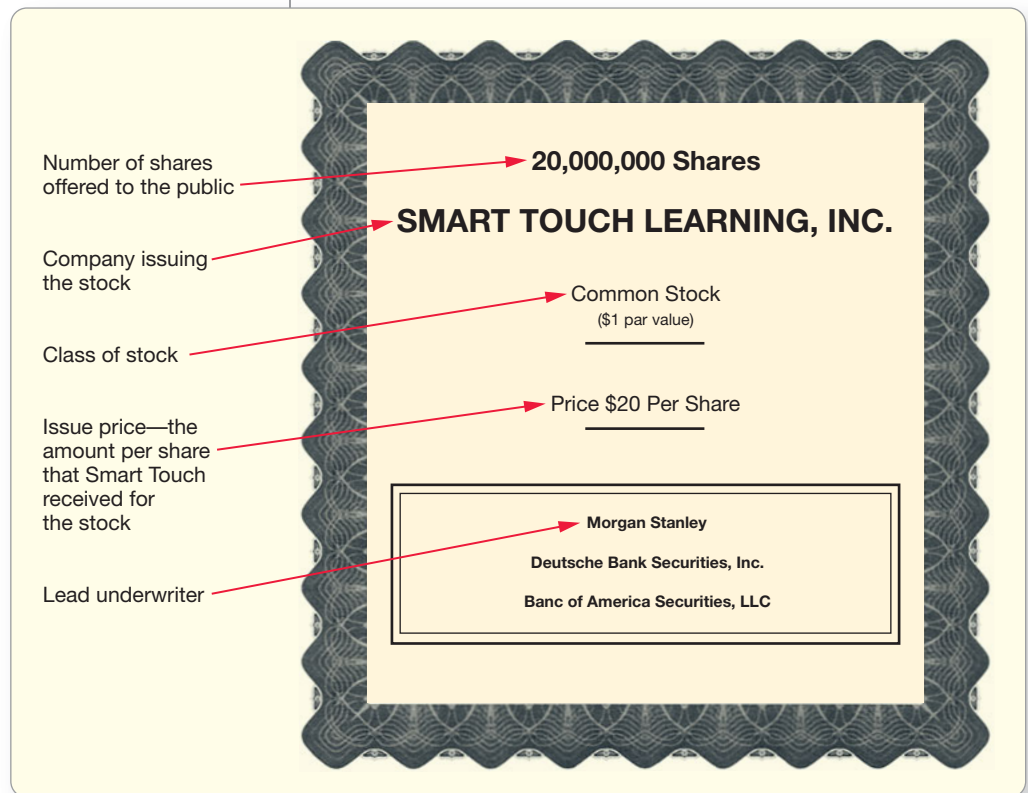 Number of shares
offered to the public
Company issuing
the stock
Class of stock
Issue price—the
amount per share
that Smart Touch
received for
the stock
Lead underwriter
20,000,000 Shares
SMART TOUCH LEARNING, INC.
Common Stock
($1 par value)
Price $20 Per Share
Morgan Stanley
Deutsche Bank Securities, Inc.
Banc of America Securities, LLC